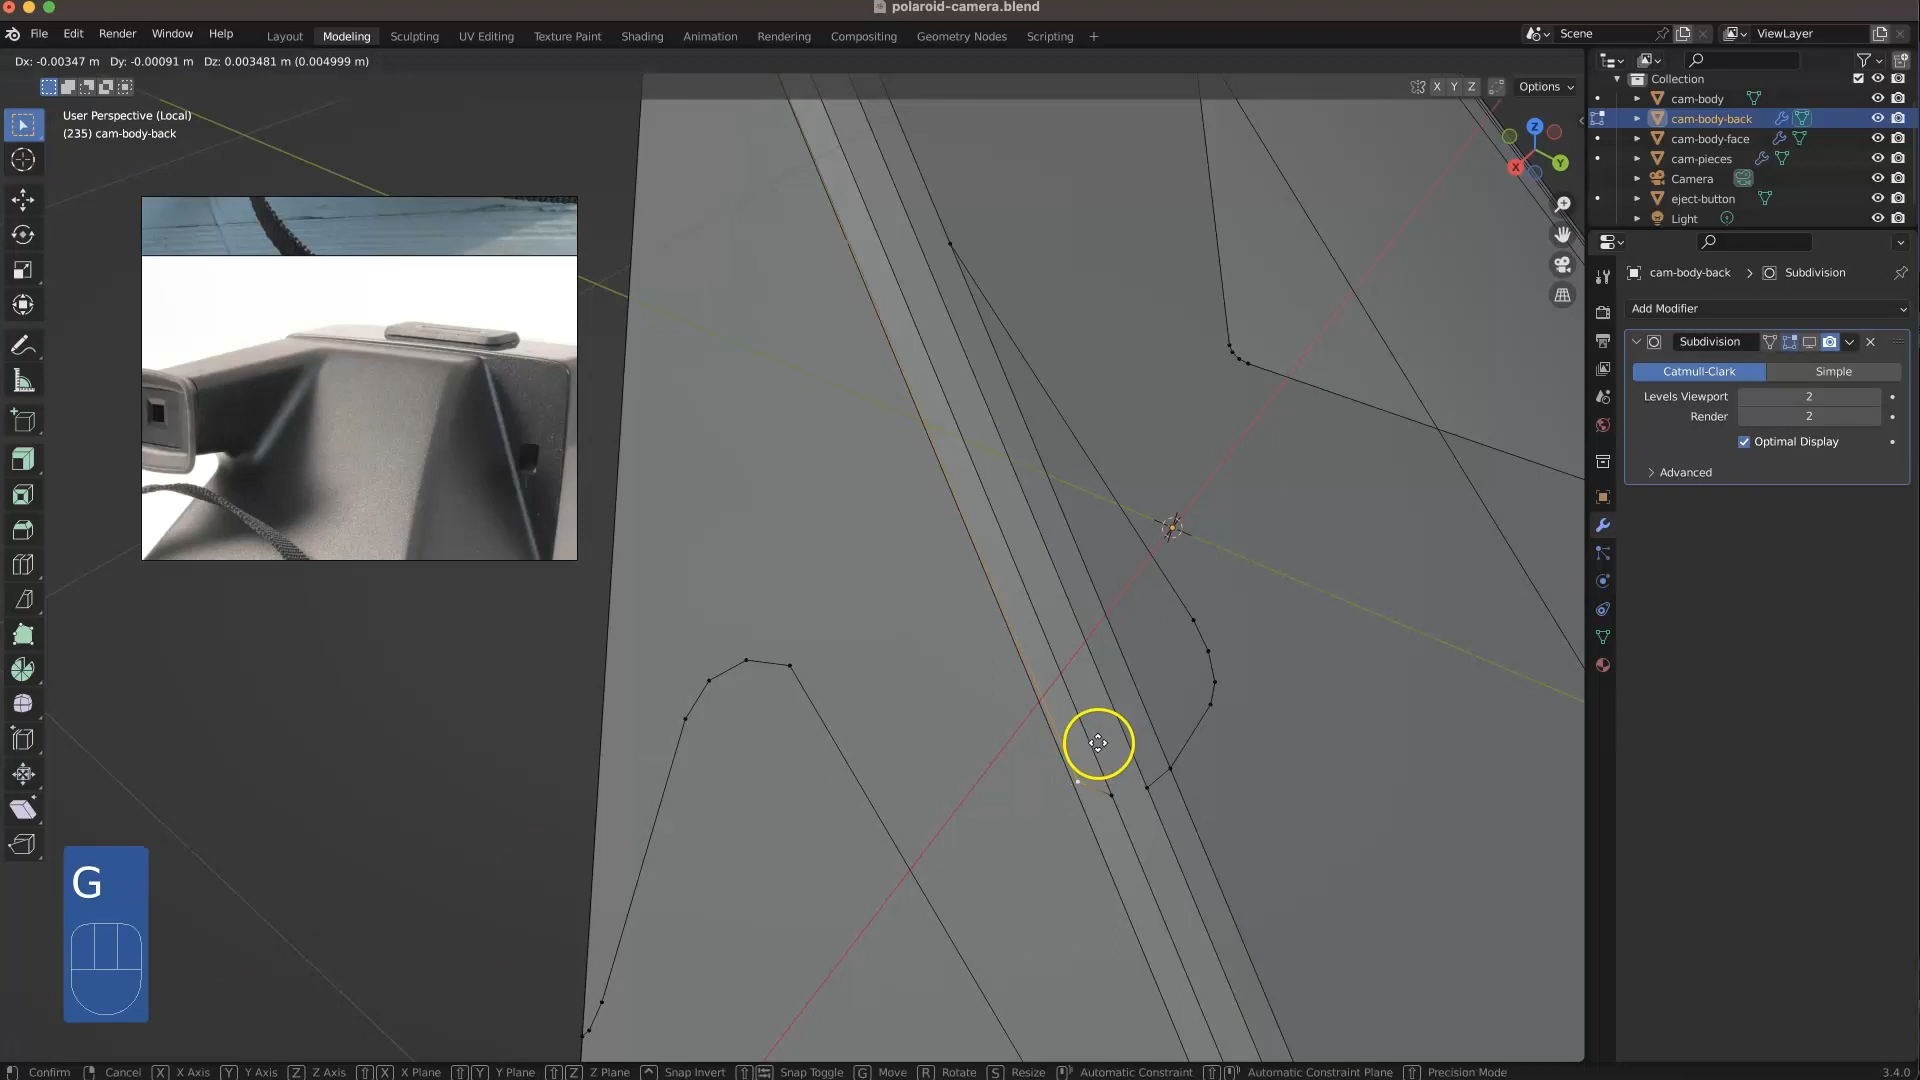 polaroid-camera.blend
File Edit Render Window Help Layout Modeling Sculpting UV Editing Texture Paint Shading Animation Rendering Compositing Geometry Nodes Scripting + Scene ViewLayer
Dx: -0.00347 m Dy: -0.00091 m Dz: 0.003481 m (0.004999 m)
X Y Z Options
User Perspective (Local)
(235) cam-body-back
Z
Y
X
Collection
cam-body
cam-body-back
cam-body-face
cam-pieces
Camera
eject-button
Light
cam-body-back > Subdivision
Add Modifier
Subdivision
Catmull-Clark Simple
Levels Viewport 2
Render 2
Optimal Display
Advanced
G
Confirm Cancel X X Axis Y Y Axis Z Z Axis X X Plane Y Y Plane Z Z Plane Snap Invert Snap Toggle G Move R Rotate S Resize Automatic Constraint Automatic Constraint Plane Precision Mode 3.4.0